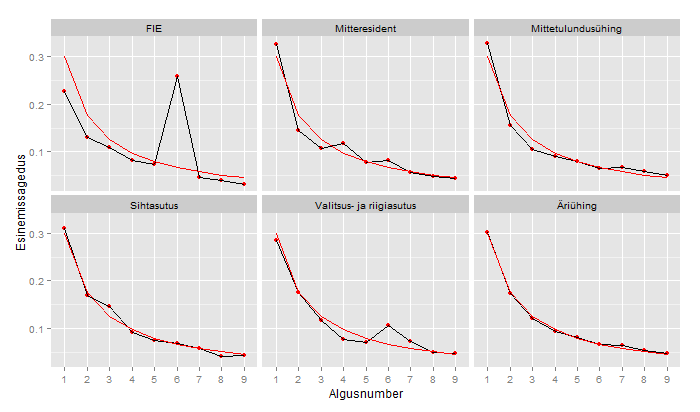 FIE Mitteresident Mittetulundusühing
0.3
0.2
0.1
Esinemissagedus
Sihtasutus Valitsus- ja riigiasutus Äriühing
0.3
0.2
0.1
1 2 3 4 5 6 7 8 9 1 2 3 4 5 6 7 8 9 1 2 3 4 5 6 7 8 9
Algusnumber